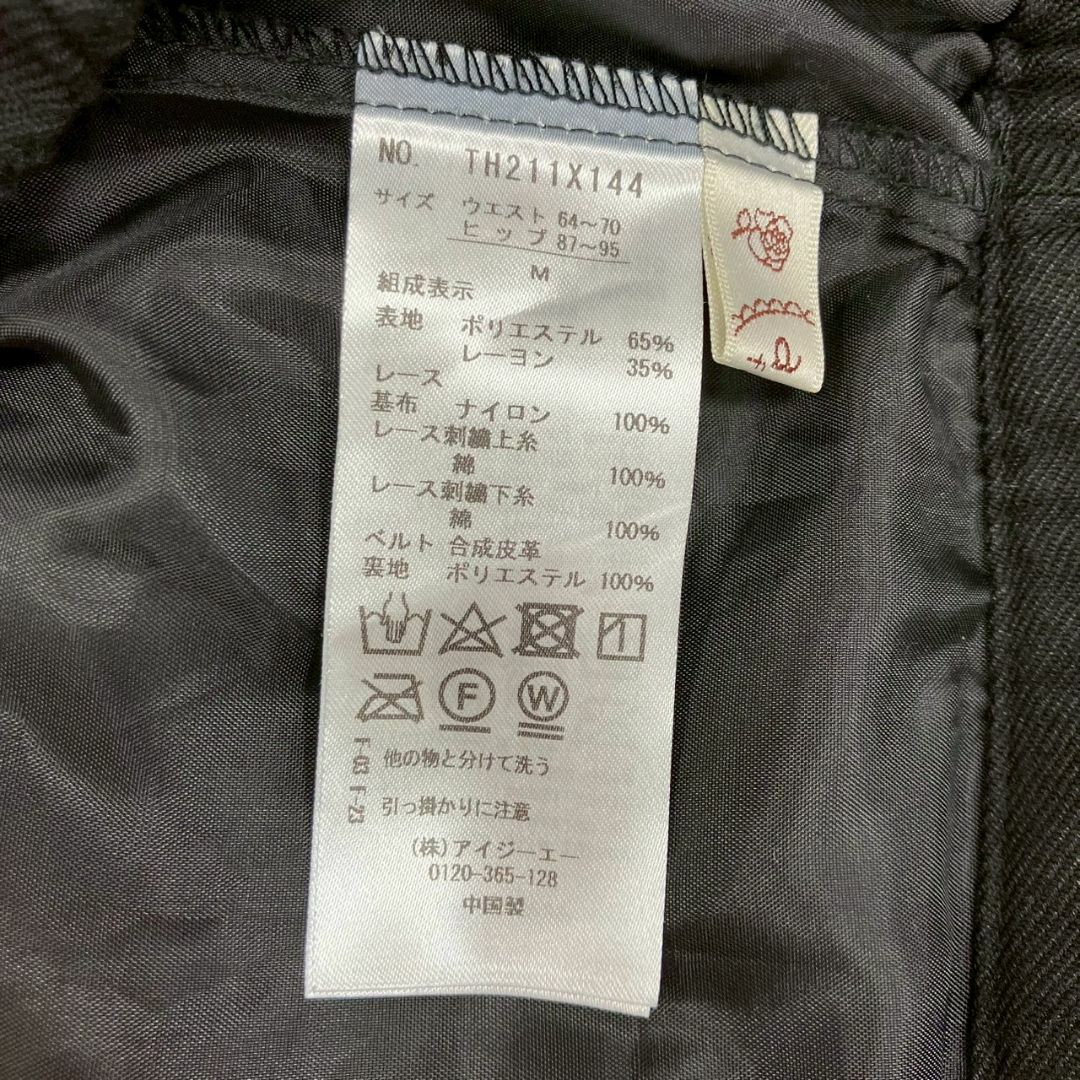 NO. TH211X144
サイズ ウエスト 64～70
ヒップ 87～95
M
組成表示
表地 ポリエステル 65%
レーヨン 35%
レース
基布 ナイロン 100%
レース刺繍上糸
綿 100%
レース刺繍下糸
綿 100%
ベルト 合成皮革
裏地 ポリエステル 100%
F
W
F-03 他の物と分けて洗う
F-23 引っ掛かりに注意
(株)アイジーエー
0120-365-128
中国製